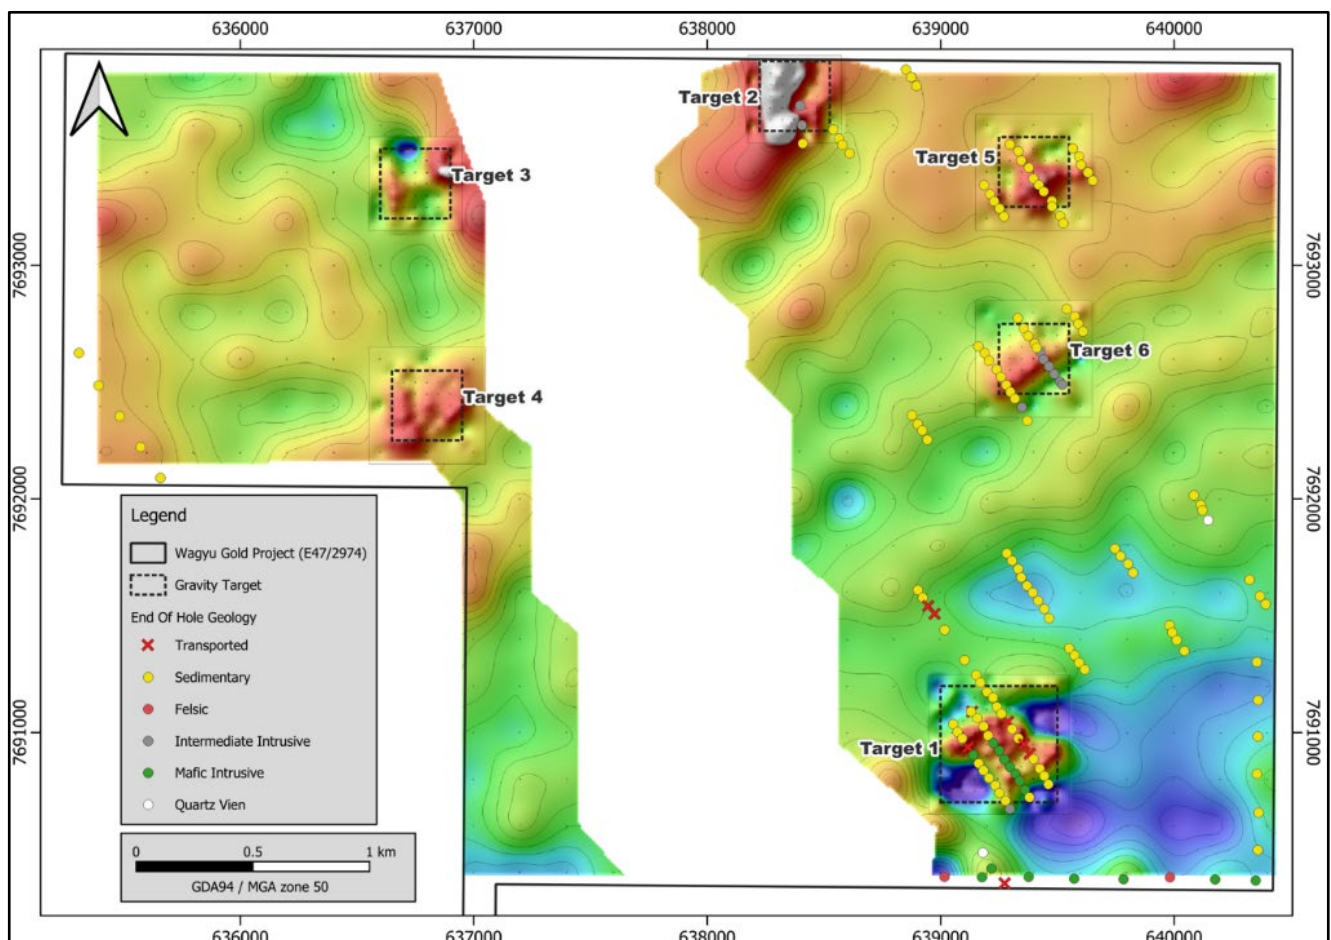 636000
637000
638000
639000
640000
Target 2
Target 5
Target 3
7693000
7693000
Target 6
Target 4
7692000
7692000
Legend
Wagyu Gold Project (E47/2974)
Gravity Target
End Of Hole Geology
Transported
Sedimentary
Felsic
Intermediate Intrusive
Mafic Intrusive
Quartz Vien
7691000
Target 1
7691000
0
0.5
1 km
GDA94 / MGA zone 50
636000
637000
638000
639000
640000